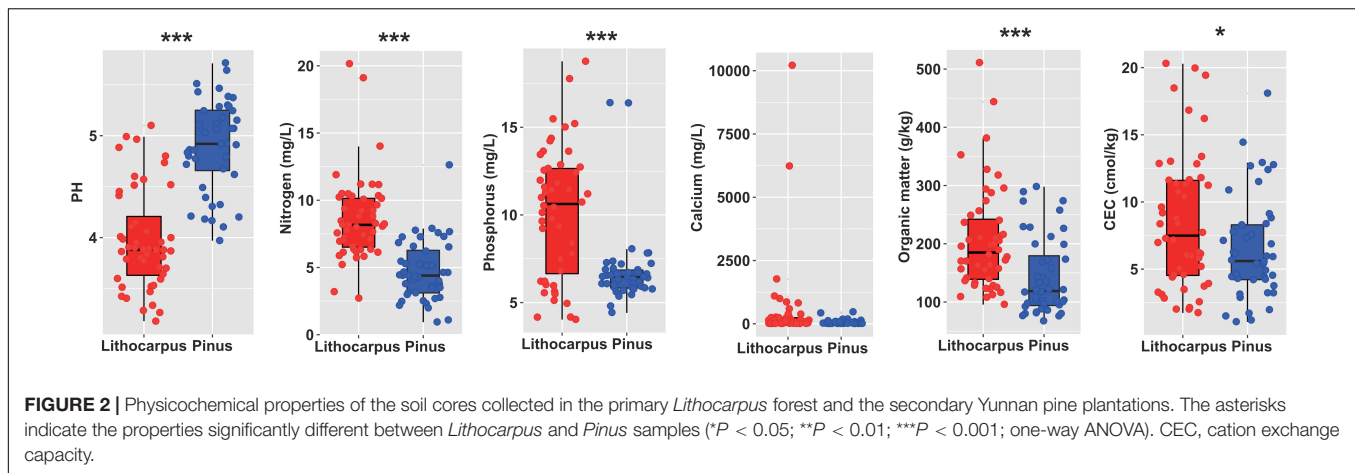 ***
PH
5
4
Lithocarpus Pinus
***
Nitrogen (mg/L)
20
15
10
5
0
Lithocarpus Pinus
***
Phosphorus (mg/L)
15
10
5
Lithocarpus Pinus
Calcium (mg/L)
10000
7500
5000
2500
0
Lithocarpus Pinus
***
Organic matter (g/kg)
500
400
300
200
100
Lithocarpus Pinus
*
CEC (cmol/kg)
20
15
10
5
Lithocarpus Pinus
FIGURE 2 | Physicochemical properties of the soil cores collected in the primary Lithocarpus forest and the secondary Yunnan pine plantations. The asterisks
indicate the properties significantly different between Lithocarpus and Pinus samples (*P < 0.05; **P < 0.01; ***P < 0.001; one-way ANOVA). CEC, cation exchange
capacity.